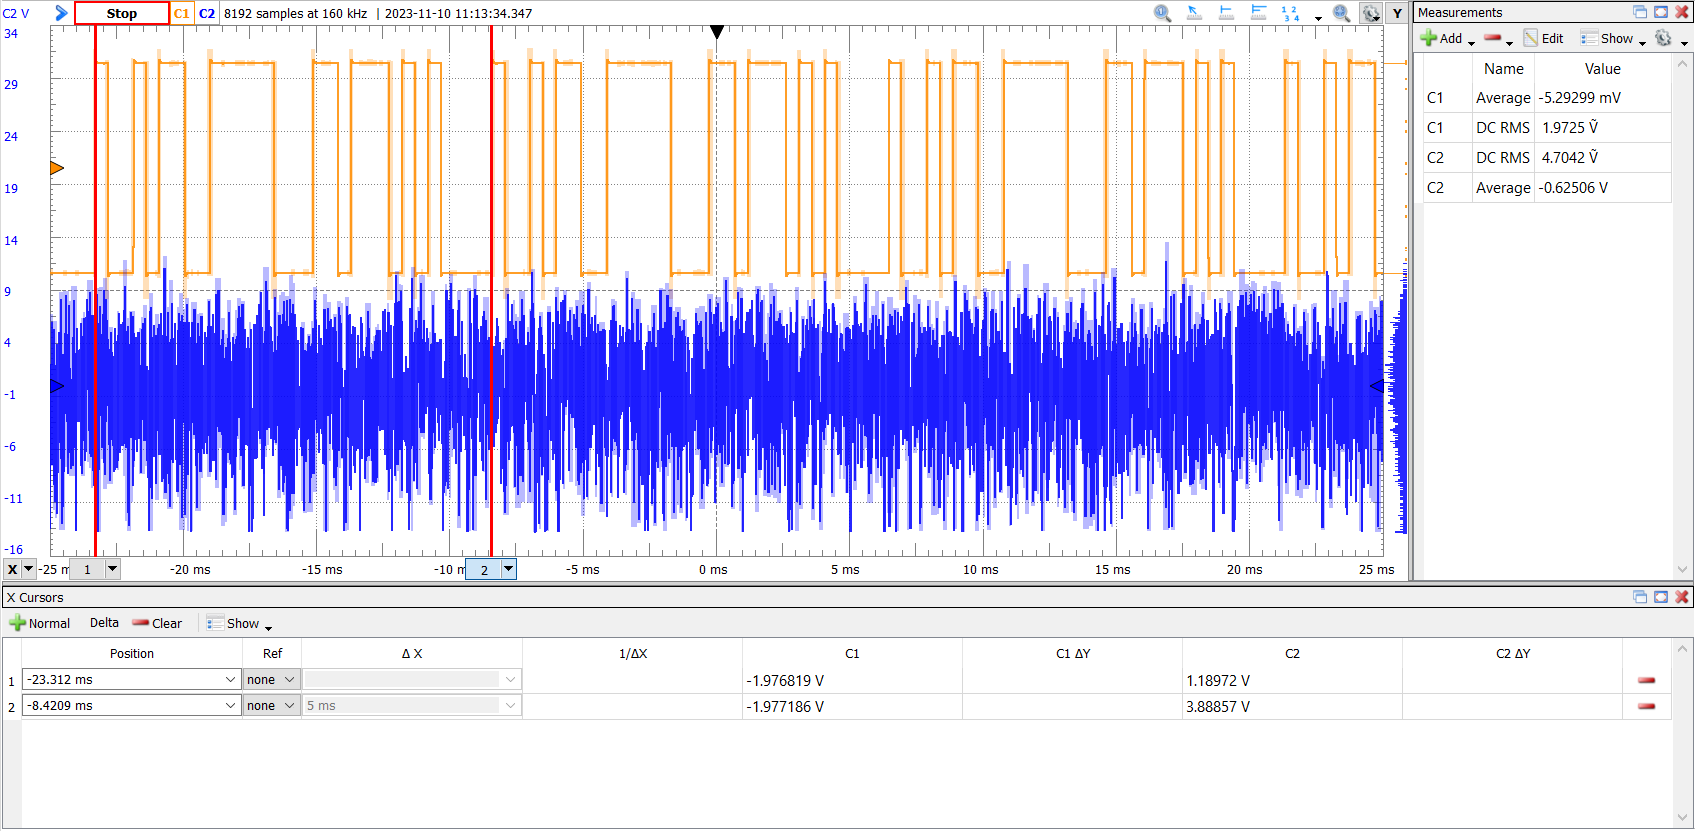 C2 V Stop C1 C2 8192 samples at 160 kHz | 2023-11-10 11:13:34.347 1 2 3 4 Y
34
29
24
19
14
9
4
-1
-6
-11
-16
X -25 m 1 -20 ms -15 ms -10 m 2 -5 ms 0 ms 5 ms 10 ms 15 ms 20 ms 25 ms
Measurements
Add Edit Show
Name Value
C1 Average -5.29299 mV
C1 DC RMS 1.9725 Ṽ
C2 DC RMS 4.7042 Ṽ
C2 Average -0.62506 V
X Cursors
Normal Delta Clear Show
Position Ref Δ X 1/ΔX C1 C1 ΔY C2 C2 ΔY
1 -23.312 ms none -1.976819 V 1.18972 V
2 -8.4209 ms none 5 ms -1.977186 V 3.88857 V